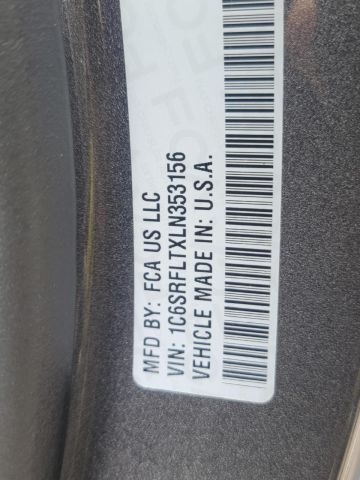 MFD BY: FCA US LLC
VIN: 1C6SRFLTXLN353156
VEHICLE MADE IN: U.S.A.